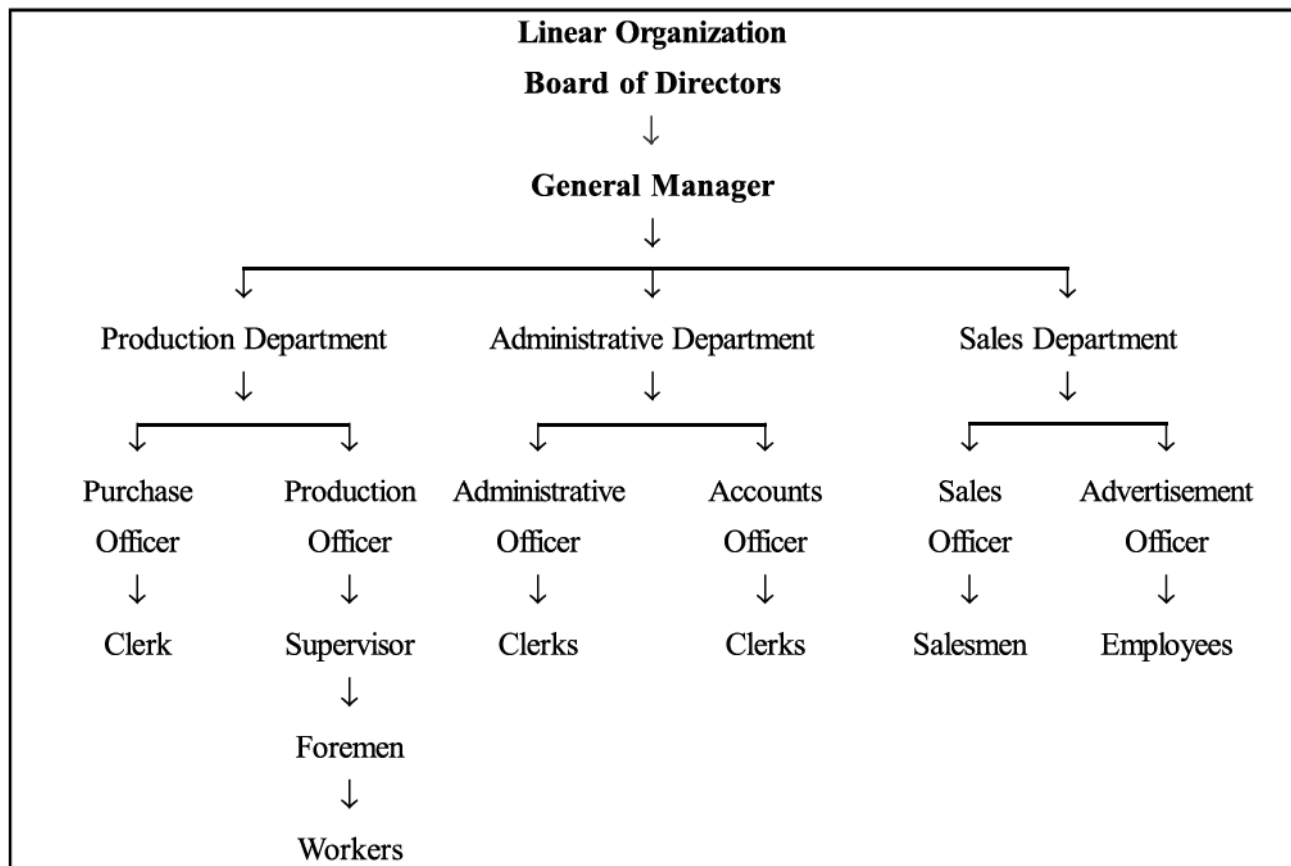 Linear Organization
Board of Directors
↓
General Manager
↓
↓ ↓ ↓
Production Department Administrative Department Sales Department
↓ ↓ ↓
↓ ↓ ↓ ↓ ↓ ↓
Purchase Production Administrative Accounts Sales Advertisement
Officer Officer Officer Officer Officer Officer
↓ ↓ ↓ ↓ ↓ ↓
Clerk Supervisor Clerks Clerks Salesmen Employees
↓
Foremen
↓
Workers